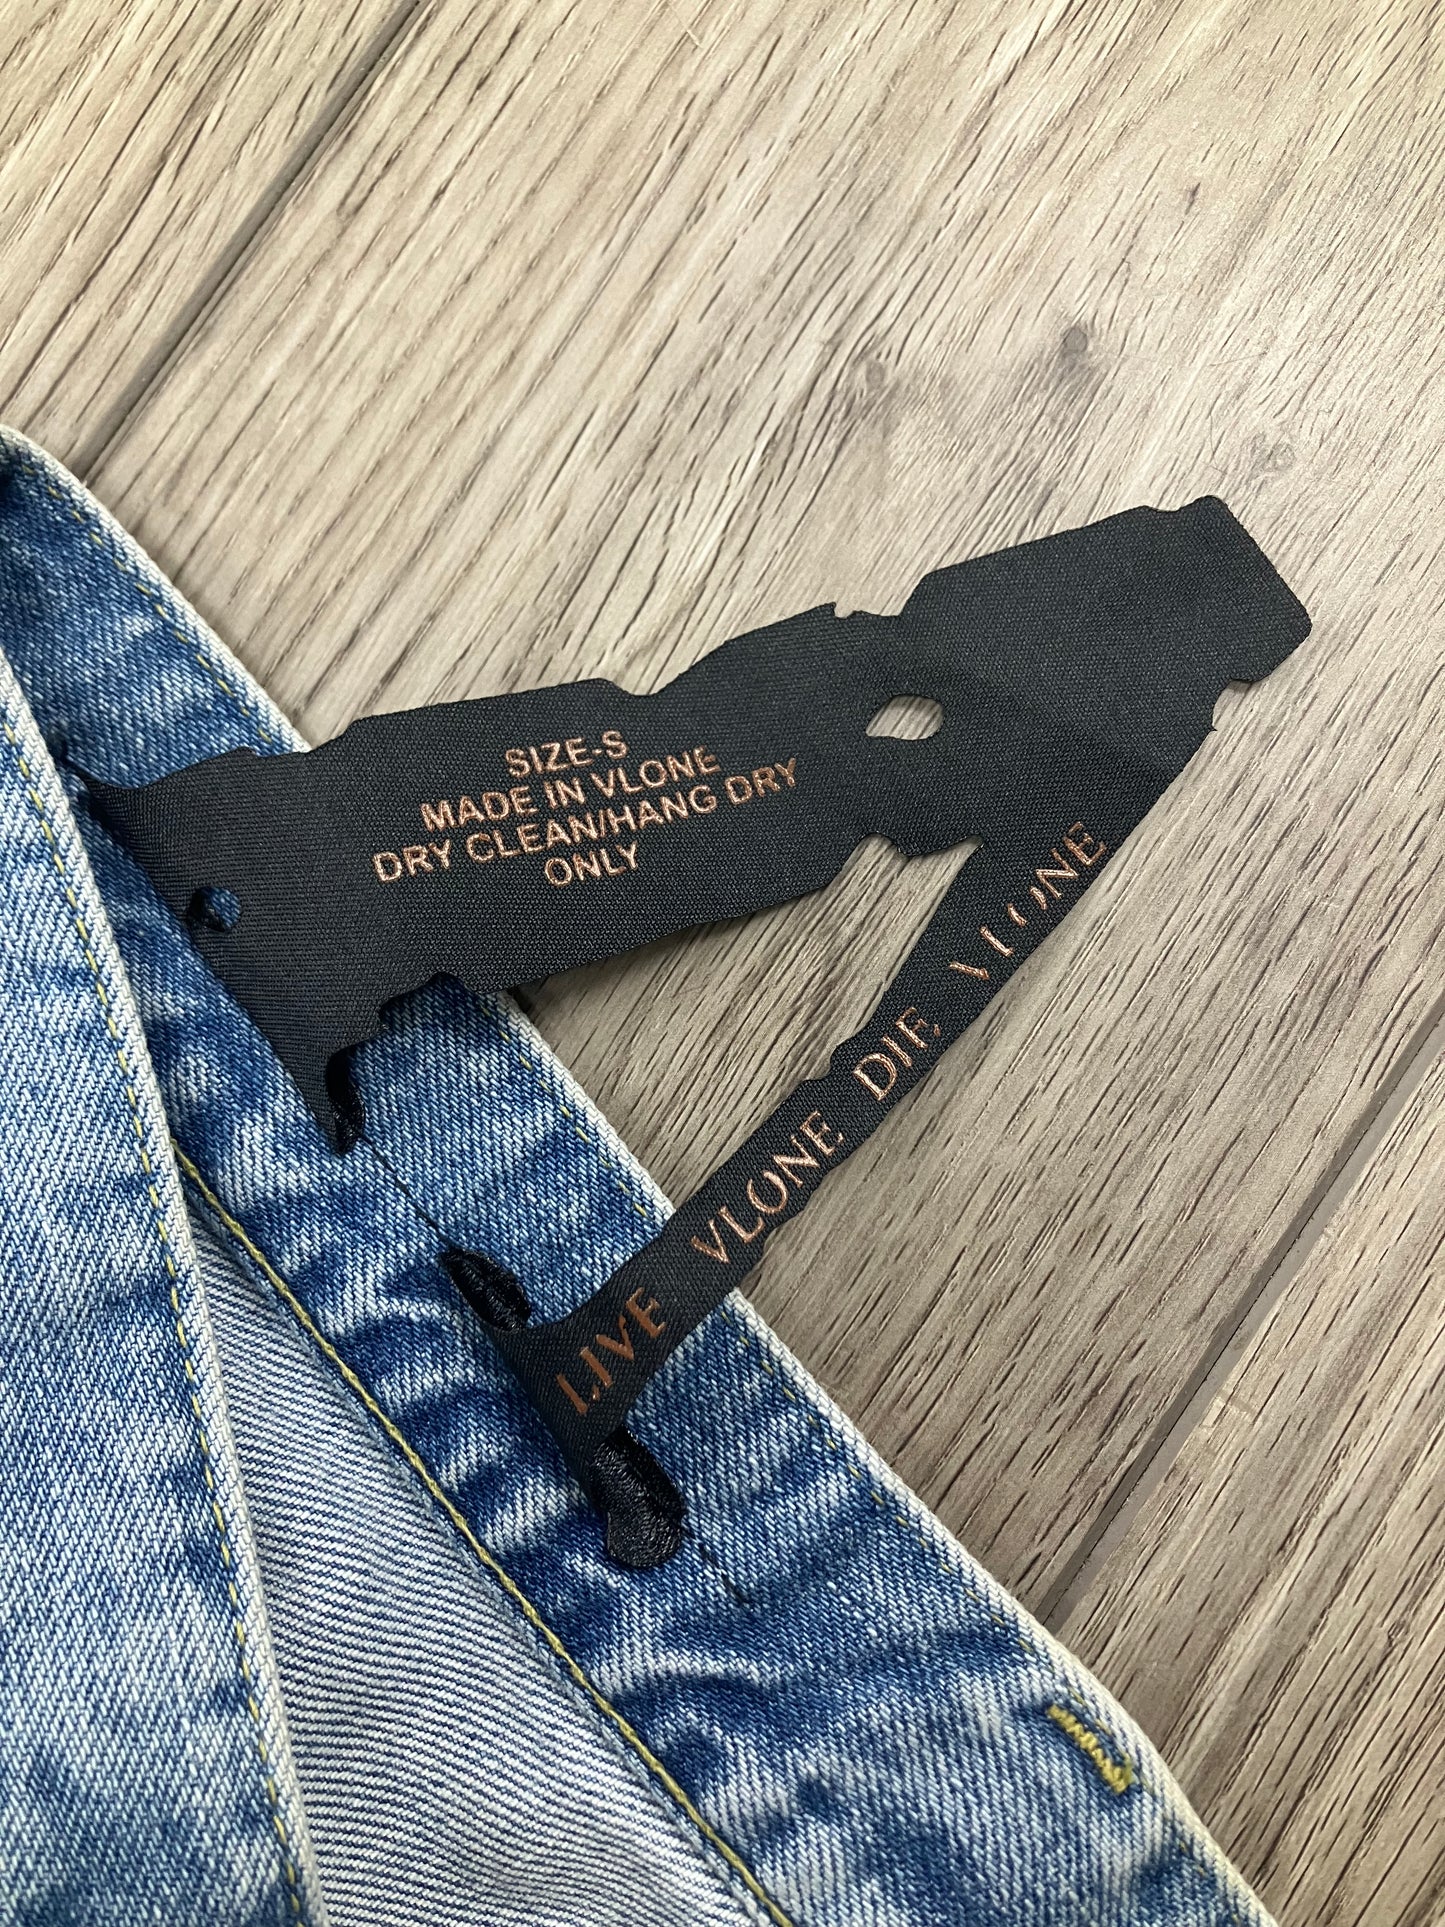 SIZE-S
MADE IN VLONE
DRY CLEAN/HANG DRY
ONLY
LIVE VLONE DIE VLONE